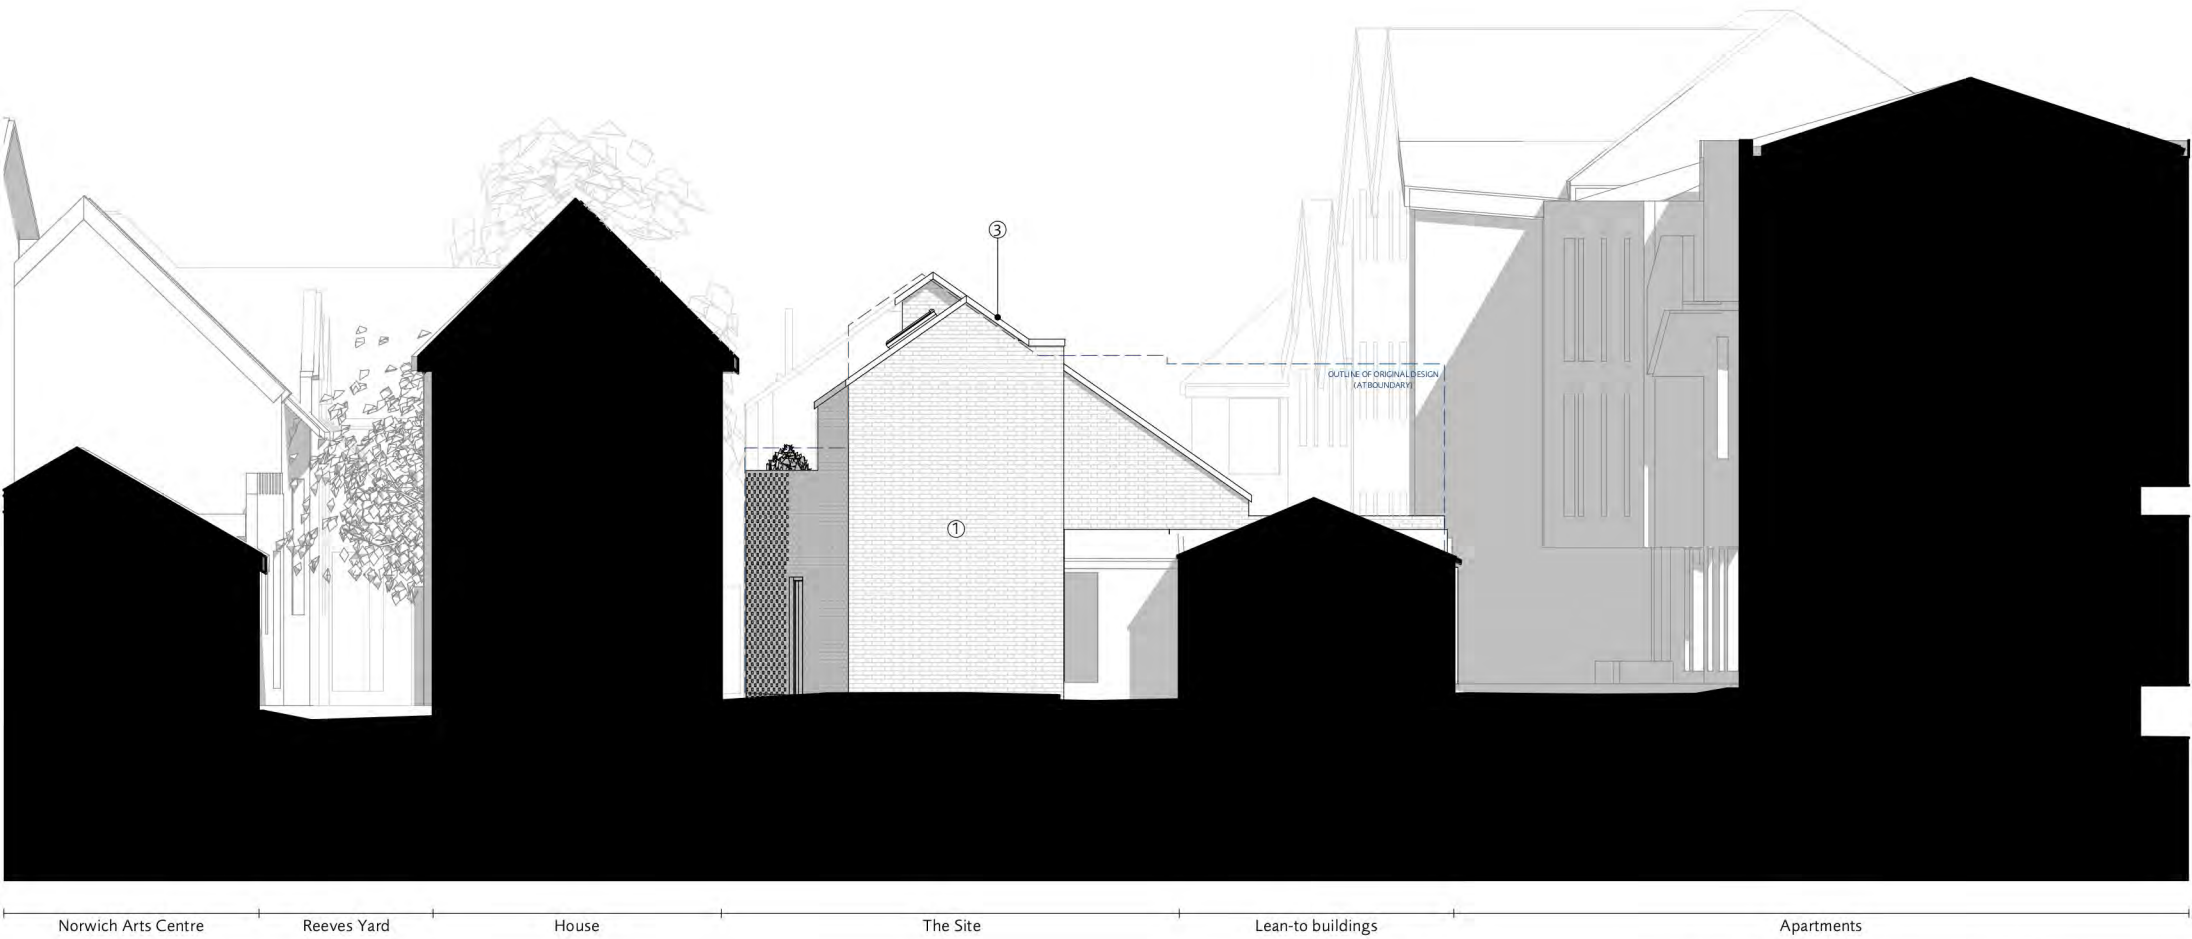 ③
OUTLINE OF ORIGINAL DESIGN
(AT BOUNDARY)
①
Norwich Arts Centre
Reeves Yard
House
The Site
Lean-to buildings
Apartments